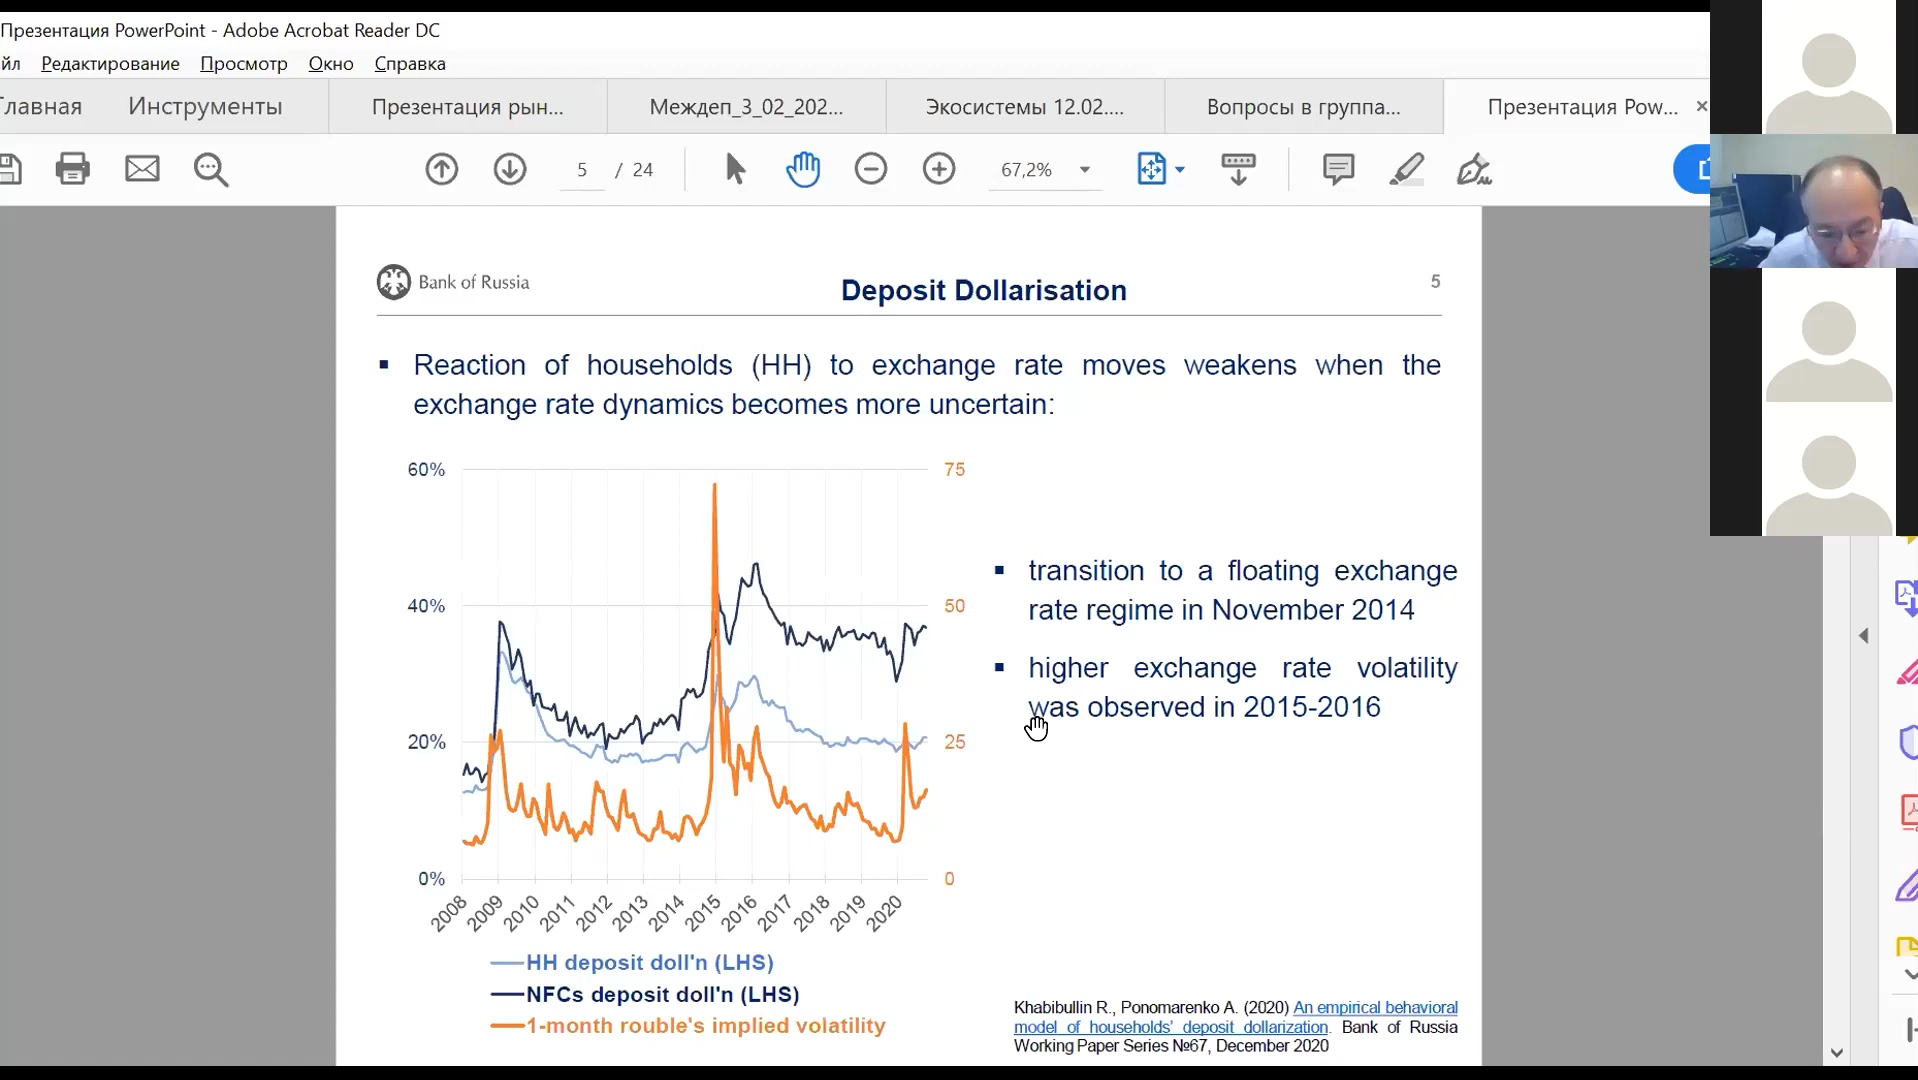 Презентация PowerPoint - Adobe Acrobat Reader DC
йл Редактирование Просмотр Окно Справка
Главная Инструменты Презентация рын... Междеп_3_02_202... Экосистемы 12.02.... Вопросы в группа... Презентация Pow... ×
5 / 24 67,2%
Bank of Russia
Deposit Dollarisation
5
▪ Reaction of households (HH) to exchange rate moves weakens when the
exchange rate dynamics becomes more uncertain:
60% 75
40% 50
20% 25
0% 0
2008 2009 2010 2011 2012 2013 2014 2015 2016 2017 2018 2019 2020
HH deposit doll'n (LHS)
NFCs deposit doll'n (LHS)
1-month rouble's implied volatility
▪ transition to a floating exchange
rate regime in November 2014
▪ higher exchange rate volatility
was observed in 2015-2016
Khabibullin R., Ponomarenko A. (2020) An empirical behavioral
model of households' deposit dollarization. Bank of Russia
Working Paper Series №67, December 2020